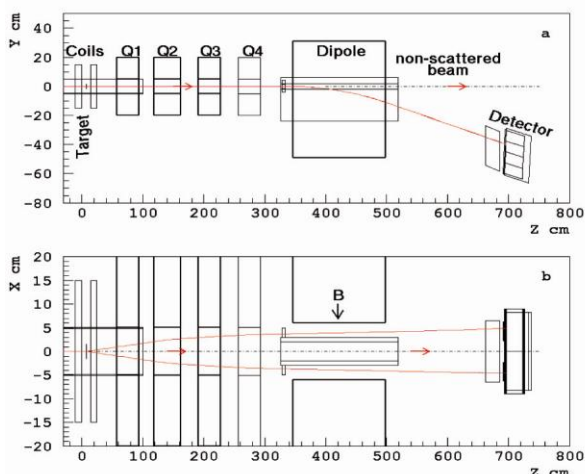 Y cm
40
20
0
-20
-40
-60
-80
a
Coils
Q1
Q2
Q3
Q4
Dipole
non-scattered
beam
Target
Detector
0 100 200 300 400 500 600 700 800
Z cm
X cm
20
15
10
5
0
-5
-10
-15
-20
b
B
0 100 200 300 400 500 600 700 800
Z cm